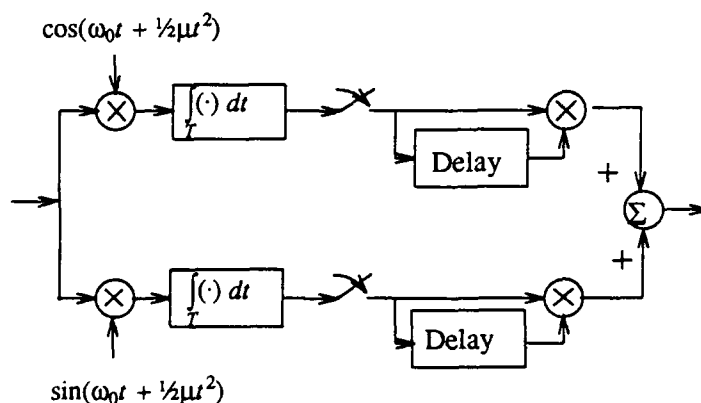 cos(ω₀t + ½μt²)
∫(·) dt
T
Delay
+
Σ
+
∫(·) dt
T
Delay
sin(ω₀t + ½μt²)